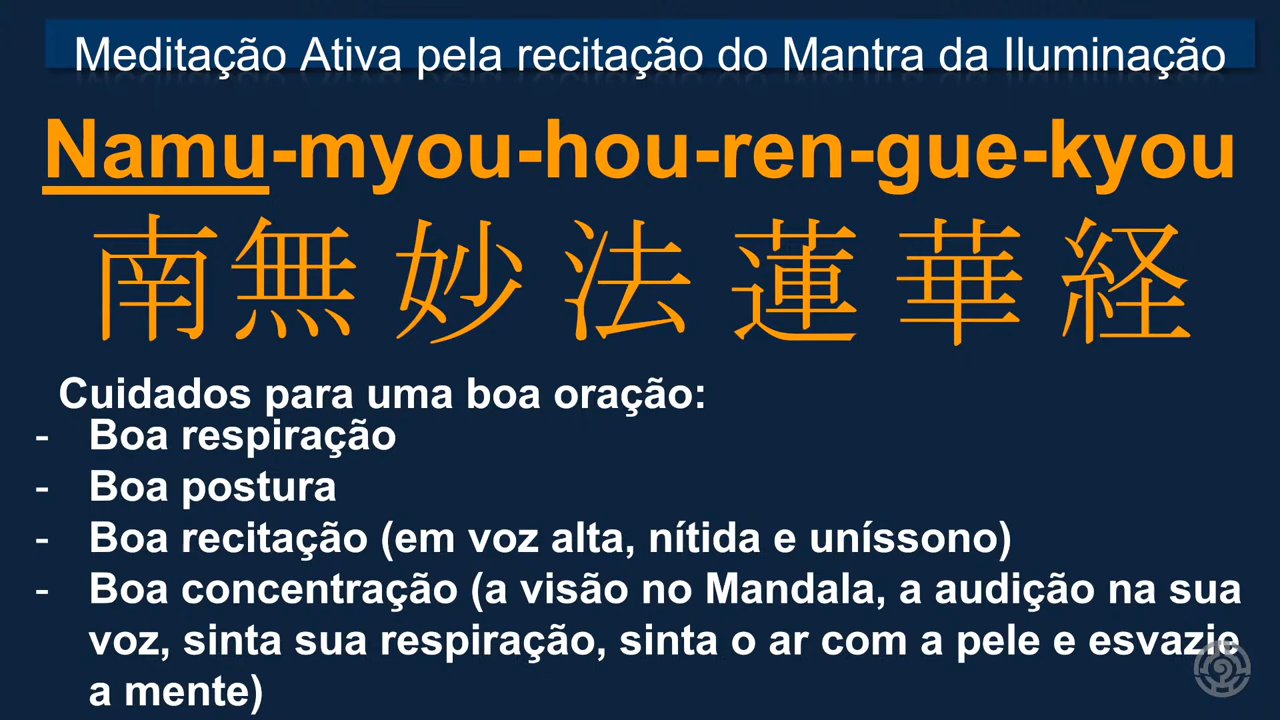 Meditação Ativa pela recitação do Mantra da Iluminação
Namu-myou-hou-ren-gue-kyou
南無 妙 法 蓮 華 経
Cuidados para uma boa oração:
- Boa respiração
- Boa postura
- Boa recitação (em voz alta, nítida e uníssono)
- Boa concentração (a visão no Mandala, a audição na sua
voz, sinta sua respiração, sinta o ar com a pele e esvazie
a mente)